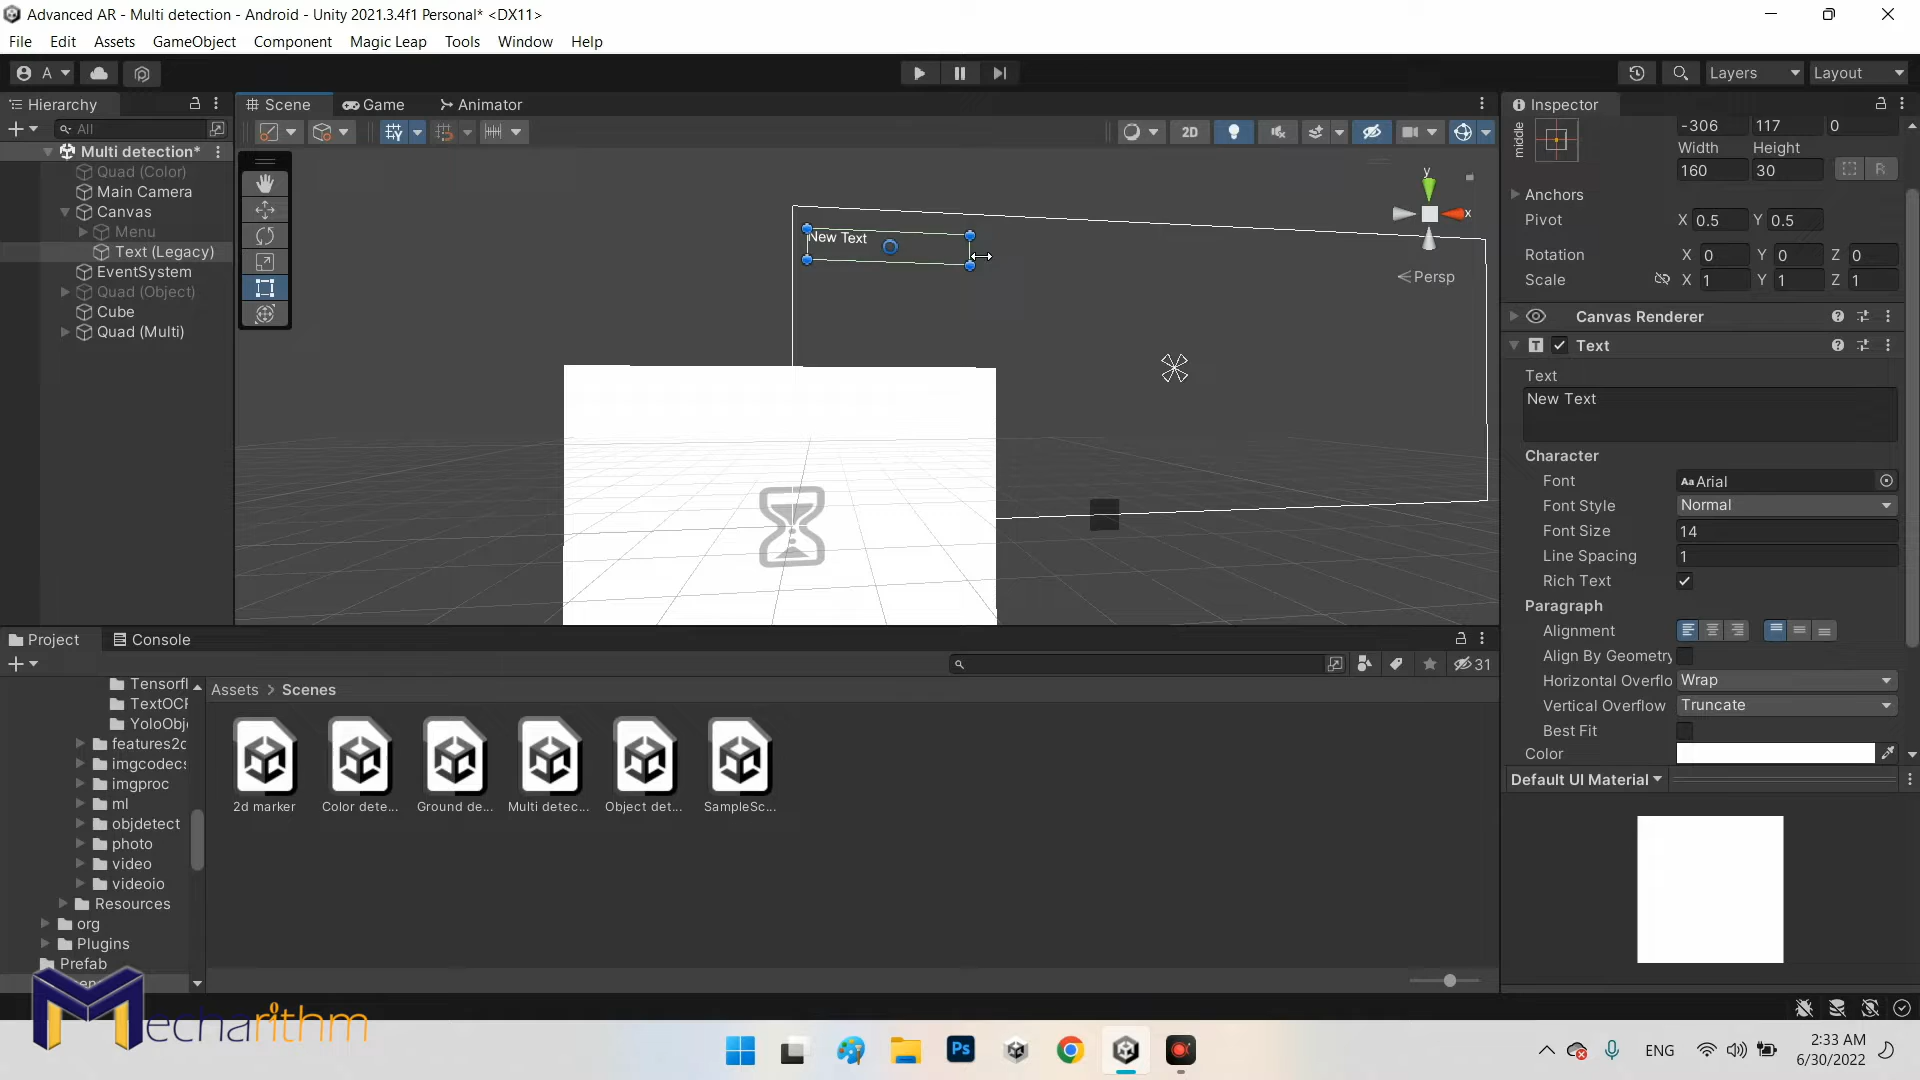 Advanced AR - Multi detection - Android - Unity 2021.3.4f1 Personal* <DX11>
File Edit Assets GameObject Component Magic Leap Tools Window Help
A Layers Layout
Hierarchy Scene Game Animator Inspector
All 2D
Multi detection*
Quad (Color)
Main Camera
Canvas
Menu
Text (Legacy)
EventSystem
Quad (Object)
Cube
Quad (Multi)
New Text
y
x
Persp
middle
-306 117 0
Width Height
160 30 R
Anchors
Pivot X 0.5 Y 0.5
Rotation X 0 Y 0 Z 0
Scale X 1 Y 1 Z 1
Canvas Renderer
Text
Text
New Text
Character
Font Aa Arial
Font Style Normal
Font Size 14
Line Spacing 1
Rich Text
Paragraph
Alignment
Align By Geometry
Horizontal Overflo Wrap
Vertical Overflow Truncate
Best Fit
Color
Default UI Material
Project Console
31
Assets > Scenes
Tensorfl
TextOCR
YoloObj
features2d
imgcodecs
imgproc
ml
objdetect
photo
video
videoio
Resources
org
Plugins
Prefab
2d marker Color dete... Ground de... Multi detec... Object det... SampleSc...
Mecharithm
Ps
ENG
2:33 AM
6/30/2022